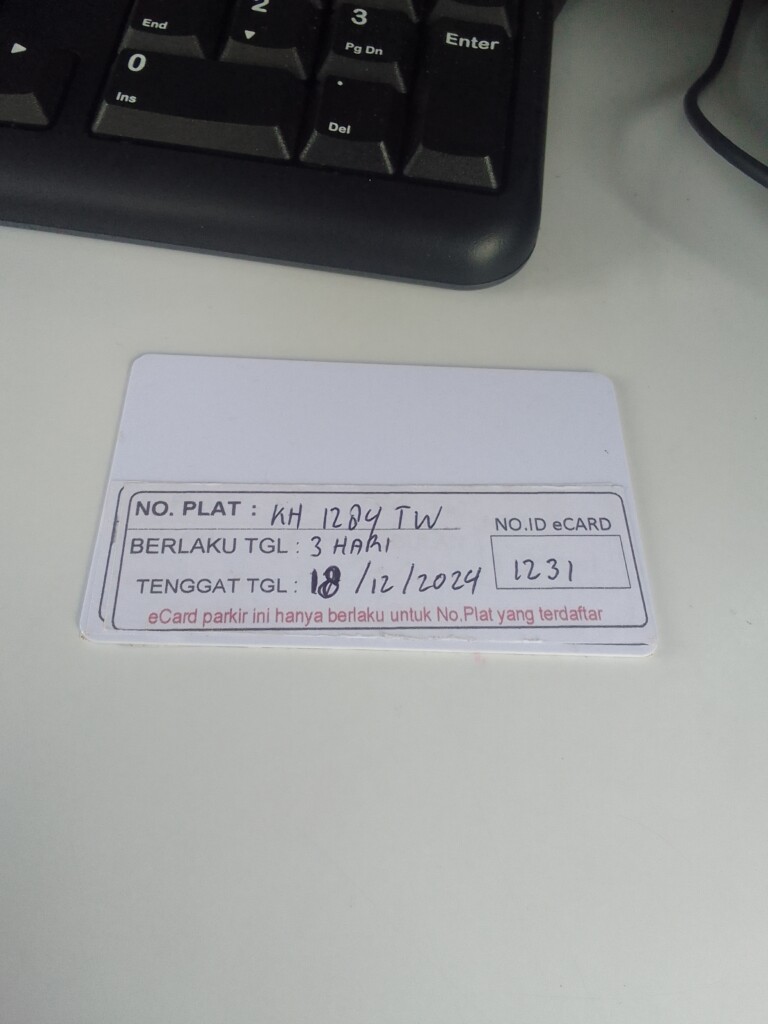 2
End
3
Pg Dn
Enter
0
Ins
.
Del
NO. PLAT : KH 1284 TW
NO.ID eCARD
BERLAKU TGL : 3 HARI
1231
TENGGAT TGL : 18/12/2024
eCard parkir ini hanya berlaku untuk No.Plat yang terdaftar